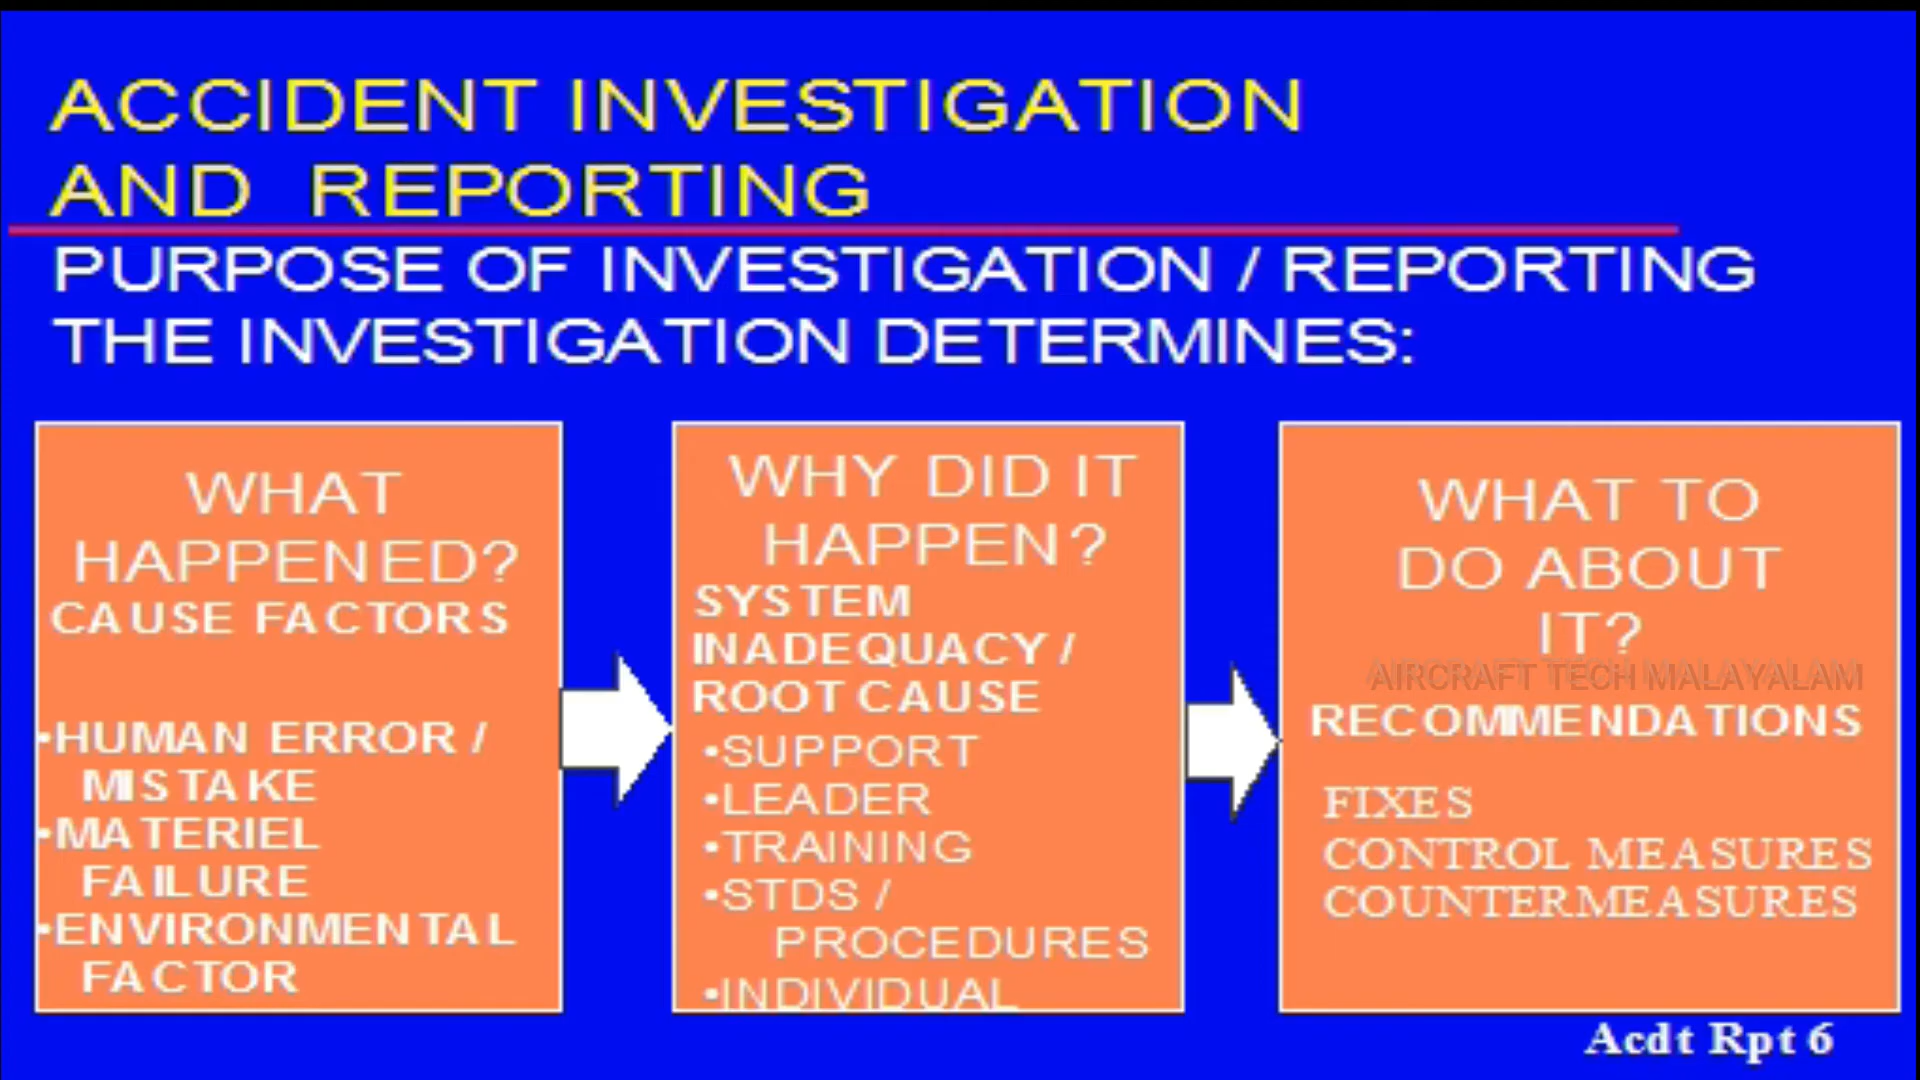 ACCIDENT INVESTIGATION
AND REPORTING
PURPOSE OF INVESTIGATION / REPORTING
THE INVESTIGATION DETERMINES:
WHAT
HAPPENED?
CAUSE FACTORS
•HUMAN ERROR /
MISTAKE
•MATERIEL
FAILURE
•ENVIRONMENTAL
FACTOR
WHY DID IT
HAPPEN?
SYSTEM
INADEQUACY /
ROOT CAUSE
•SUPPORT
•LEADER
•TRAINING
•STDS /
PROCEDURES
•INDIVIDUAL
WHAT TO
DO ABOUT
IT?
AIRCRAFT TECH MALAYALAM
RECOMMENDATIONS
FIXES
CONTROL MEASURES
COUNTERMEASURES
Acdt Rpt 6